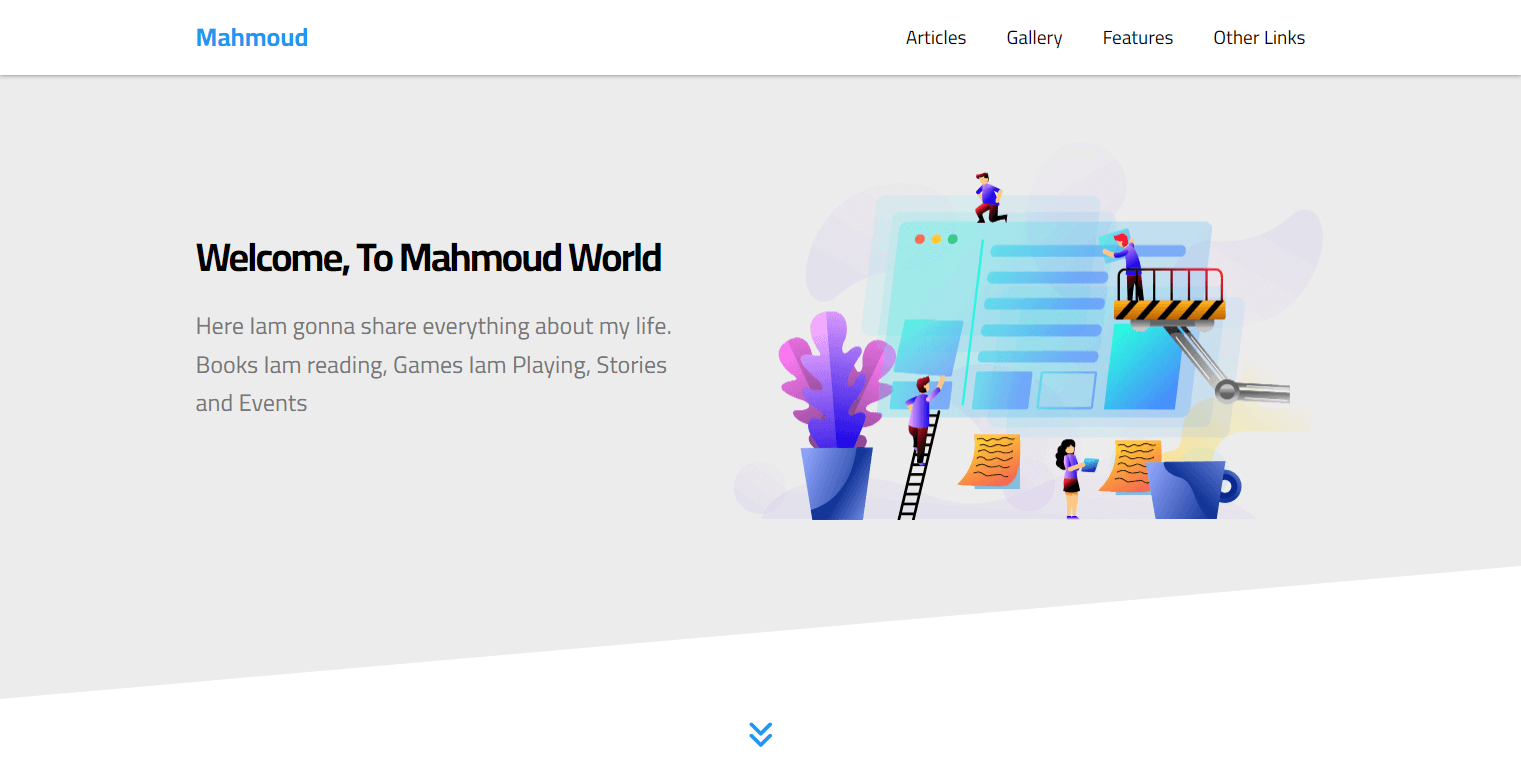 Mahmoud
Articles
Gallery
Features
Other Links
Welcome, To Mahmoud World
Here Iam gonna share everything about my life.
Books Iam reading, Games Iam Playing, Stories
and Events